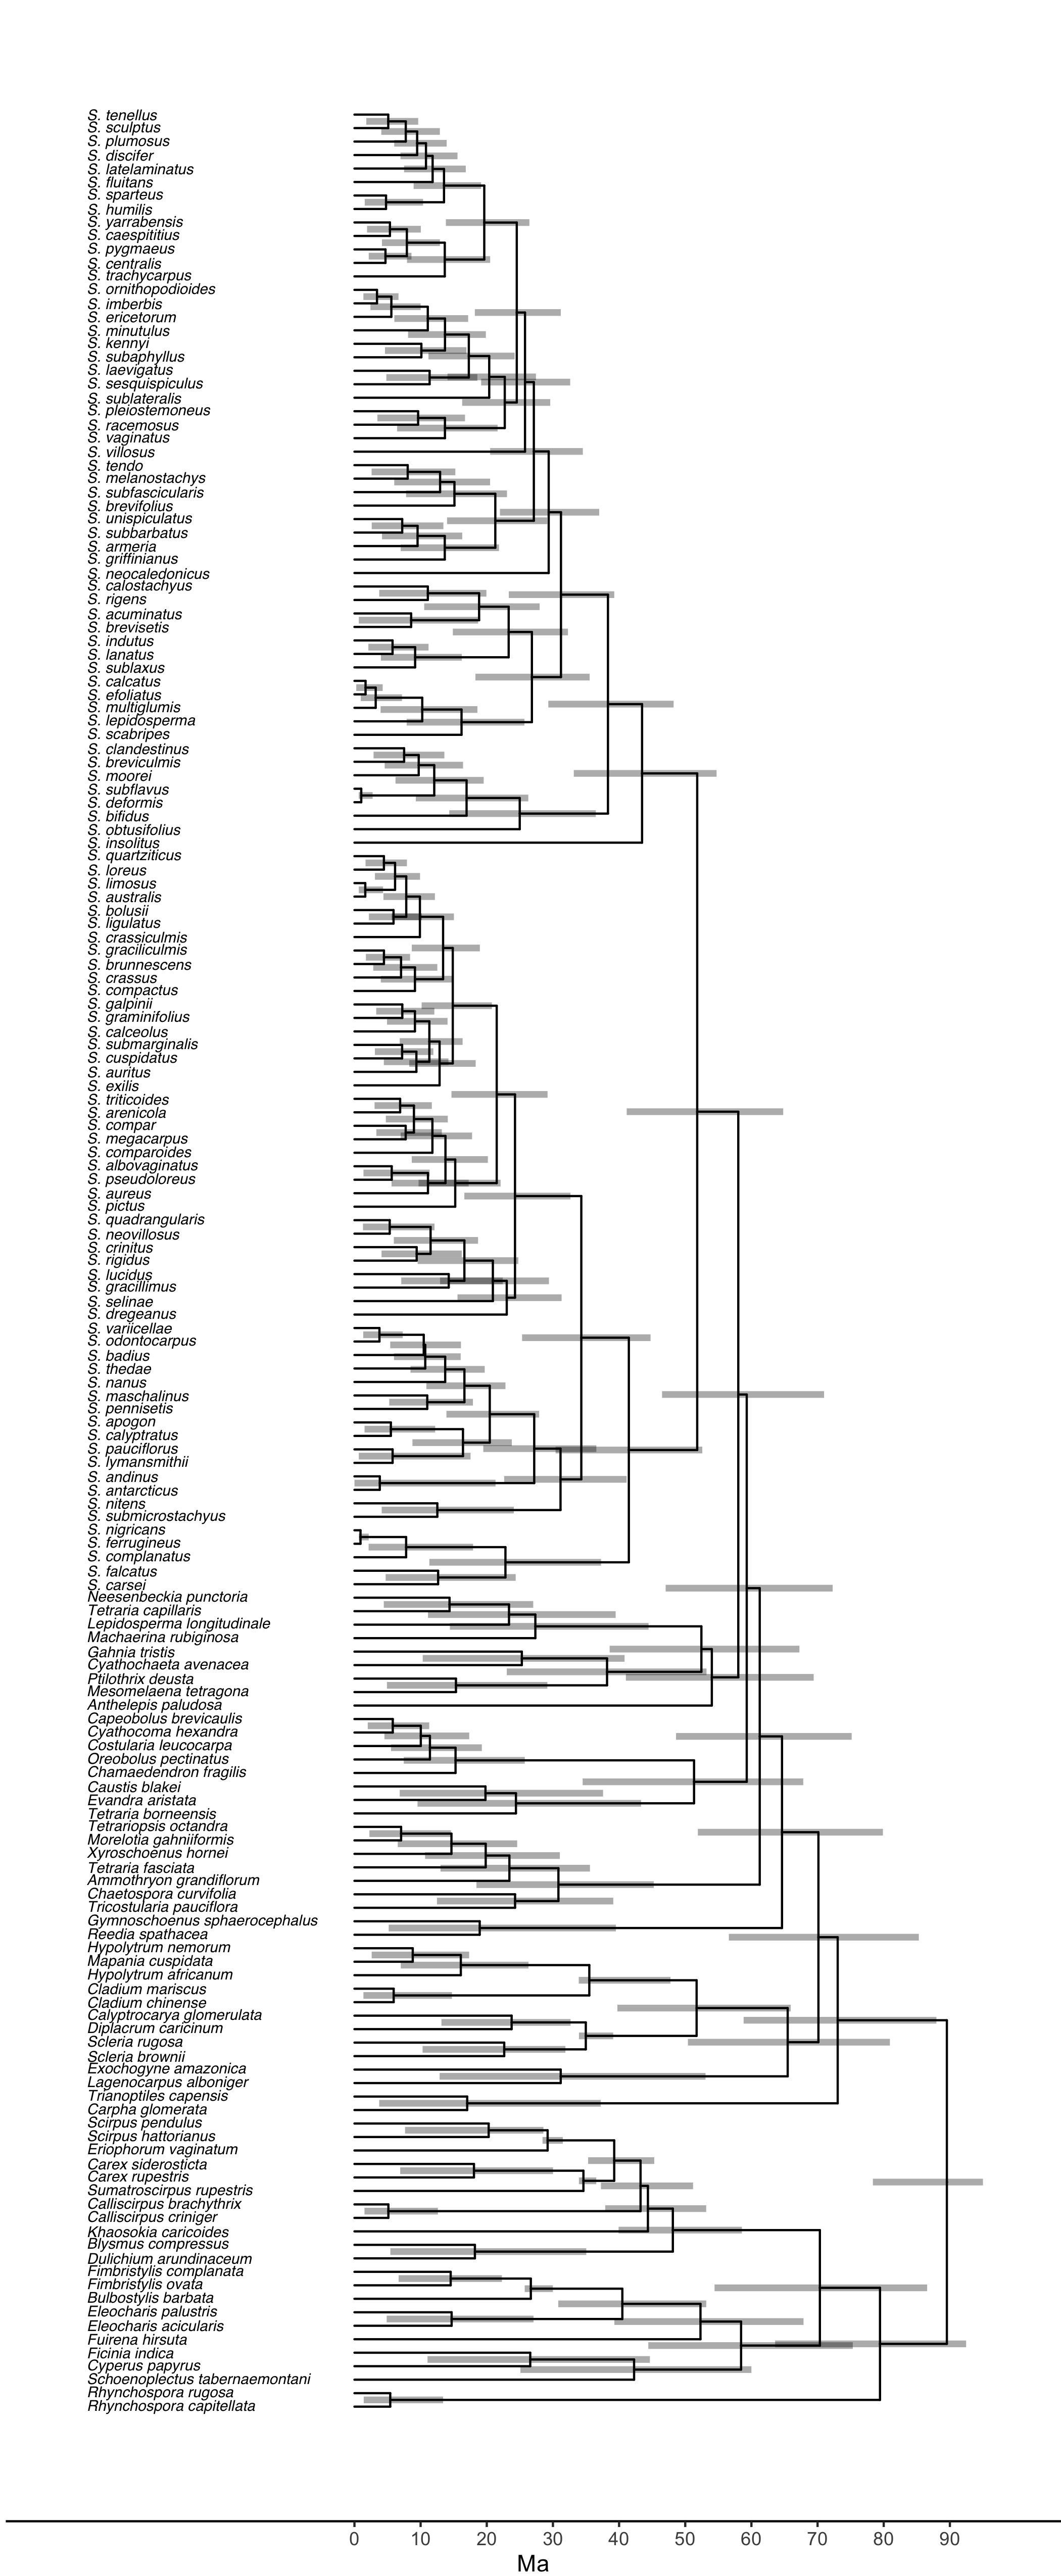 S. tenellus
S. sculptus
S. plumosus
S. discifer
S. latelaminatus
S. fluitans
S. sparteus
S. humilis
S. yarrabensis
S. caespititius
S. pygmaeus
S. centralis
S. trachycarpus
S. ornithopodioides
S. imberbis
S. ericetorum
S. minutulus
S. kennyi
S. subaphyllus
S. laevigatus
S. sesquispiculus
S. sublateralis
S. pleiostemoneus
S. racemosus
S. vaginatus
S. villosus
S. tendo
S. melanostachys
S. subfascicularis
S. brevifolius
S. unispiculatus
S. subbarbatus
S. armeria
S. griffinianus
S. neocaledonicus
S. calostachyus
S. rigens
S. acuminatus
S. brevisetis
S. indutus
S. lanatus
S. sublaxus
S. calcatus
S. efoliatus
S. multiglumis
S. lepidosperma
S. scabripes
S. clandestinus
S. breviculmis
S. moorei
S. subflavus
S. deformis
S. bifidus
S. obtusifolius
S. insolitus
S. quartziticus
S. loreus
S. limosus
S. australis
S. bolusii
S. ligulatus
S. crassiculmis
S. graciliculmis
S. brunnescens
S. crassus
S. compactus
S. galpinii
S. graminifolius
S. calceolus
S. submarginalis
S. cuspidatus
S. auritus
S. exilis
S. triticoides
S. arenicola
S. compar
S. megacarpus
S. comparoides
S. albovaginatus
S. pseudoloreus
S. aureus
S. pictus
S. quadrangularis
S. neovillosus
S. crinitus
S. rigidus
S. lucidus
S. gracillimus
S. selinae
S. dregeanus
S. variicellae
S. odontocarpus
S. badius
S. thedae
S. nanus
S. maschalinus
S. pennisetis
S. apogon
S. calyptratus
S. pauciflorus
S. lymansmithii
S. andinus
S. antarcticus
S. nitens
S. submicrostachyus
S. nigricans
S. ferrugineus
S. complanatus
S. falcatus
S. carsei
Neesenbeckia punctoria
Tetraria capillaris
Lepidosperma longitudinale
Machaerina rubiginosa
Gahnia tristis
Cyathochaeta avenacea
Ptilothrix deusta
Mesomelaena tetragona
Anthelepis paludosa
Capeobolus brevicaulis
Cyathocoma hexandra
Costularia leucocarpa
Oreobolus pectinatus
Chamaedendron fragilis
Caustis blakei
Evandra aristata
Tetraria borneensis
Tetrariopsis octandra
Morelotia gahniiformis
Xyroschoenus hornei
Tetraria fasciata
Ammothryon grandiflorum
Chaetospora curvifolia
Tricostularia pauciflora
Gymnoschoenus sphaerocephalus
Reedia spathacea
Hypolytrum nemorum
Mapania cuspidata
Hypolytrum africanum
Cladium mariscus
Cladium chinense
Calyptrocarya glomerulata
Diplacrum caricinum
Scleria rugosa
Scleria brownii
Exochogyne amazonica
Lagenocarpus alboniger
Trianoptiles capensis
Carpha glomerata
Scirpus pendulus
Scirpus hattorianus
Eriophorum vaginatum
Carex siderosticta
Carex rupestris
Sumatroscirpus rupestris
Calliscirpus brachythrix
Calliscirpus criniger
Khaosokia caricoides
Blysmus compressus
Dulichium arundinaceum
Fimbristylis complanata
Fimbristylis ovata
Bulbostylis barbata
Eleocharis palustris
Eleocharis acicularis
Fuirena hirsuta
Ficinia indica
Cyperus papyrus
Schoenoplectus tabernaemontani
Rhynchospora rugosa
Rhynchospora capitellata
0 10 20 30 40 50 60 70 80 90
Ma